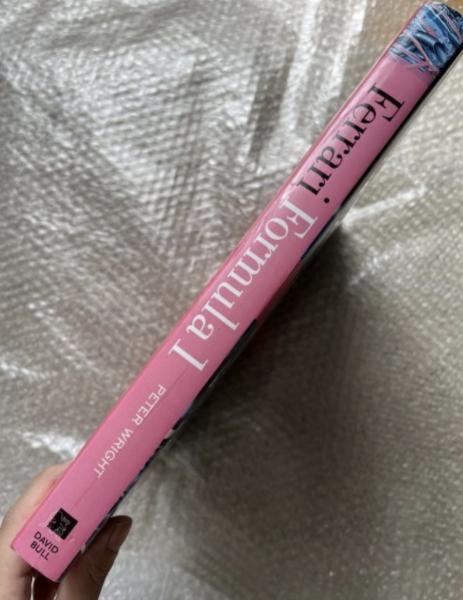 Ferrari Formula 1
PETER WRIGHT
DAVID
BULL